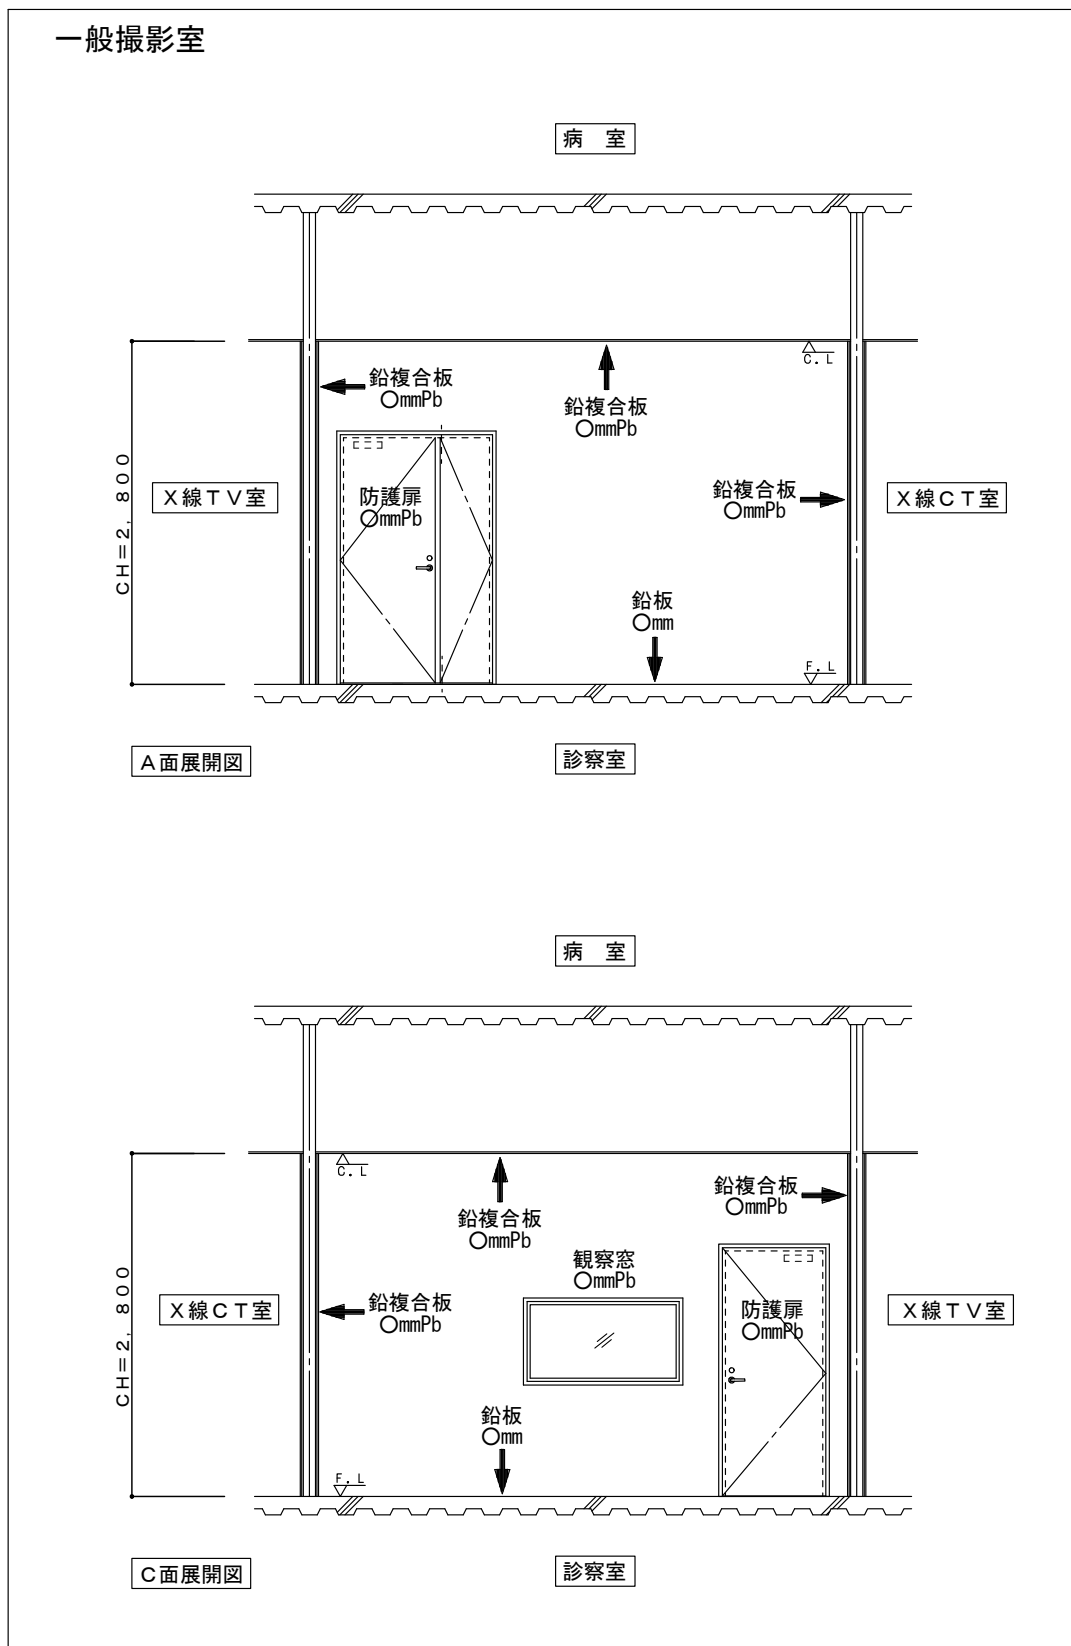 一般撮影室
病　室
C.L
鉛複合板
○mmPb
鉛複合板
○mmPb
CH=2,800
X線TV室
防護扉
○mmPb
鉛複合板
○mmPb
X線CT室
鉛板
○mm
F.L
A面展開図
診察室
病　室
C.L
鉛複合板
○mmPb
鉛複合板
○mmPb
観察窓
○mmPb
CH=2,800
X線CT室
鉛複合板
○mmPb
防護扉
○mmPb
X線TV室
鉛板
○mm
F.L
C面展開図
診察室